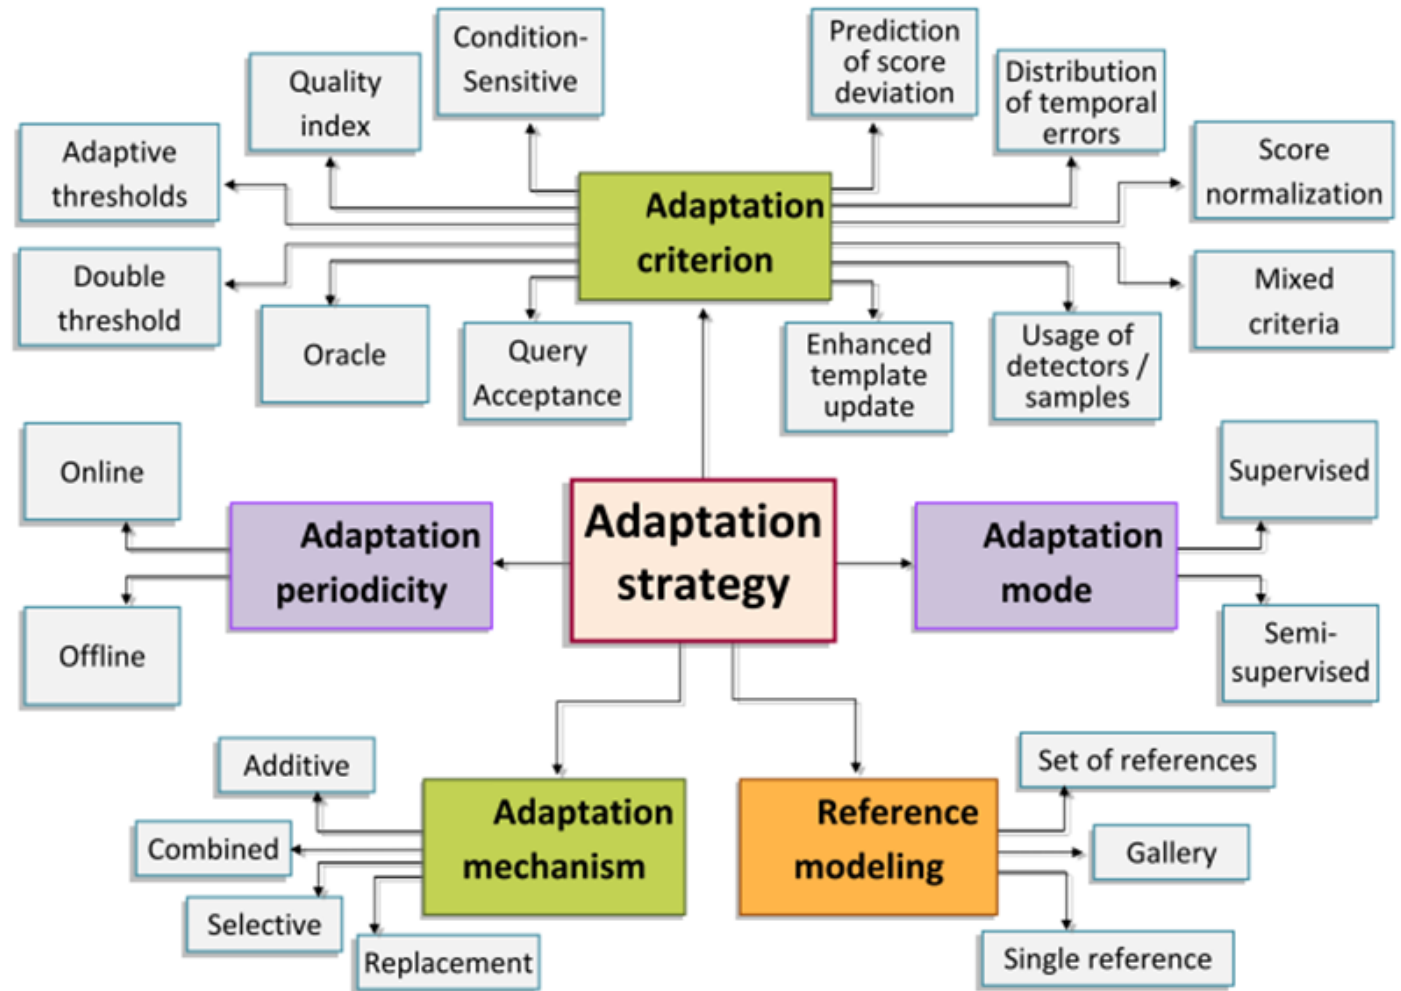 Condition-
Sensitive
Prediction
of score
deviation
Quality
index
Distribution
of temporal
errors
Adaptive
thresholds
Score
normalization
Adaptation
criterion
Double
threshold
Mixed
criteria
Oracle
Query
Acceptance
Enhanced
template
update
Usage of
detectors /
samples
Online
Supervised
Adaptation
periodicity
Adaptation
strategy
Adaptation
mode
Offline
Semi-
supervised
Additive
Set of references
Combined
Adaptation
mechanism
Reference
modeling
Gallery
Selective
Replacement
Single reference